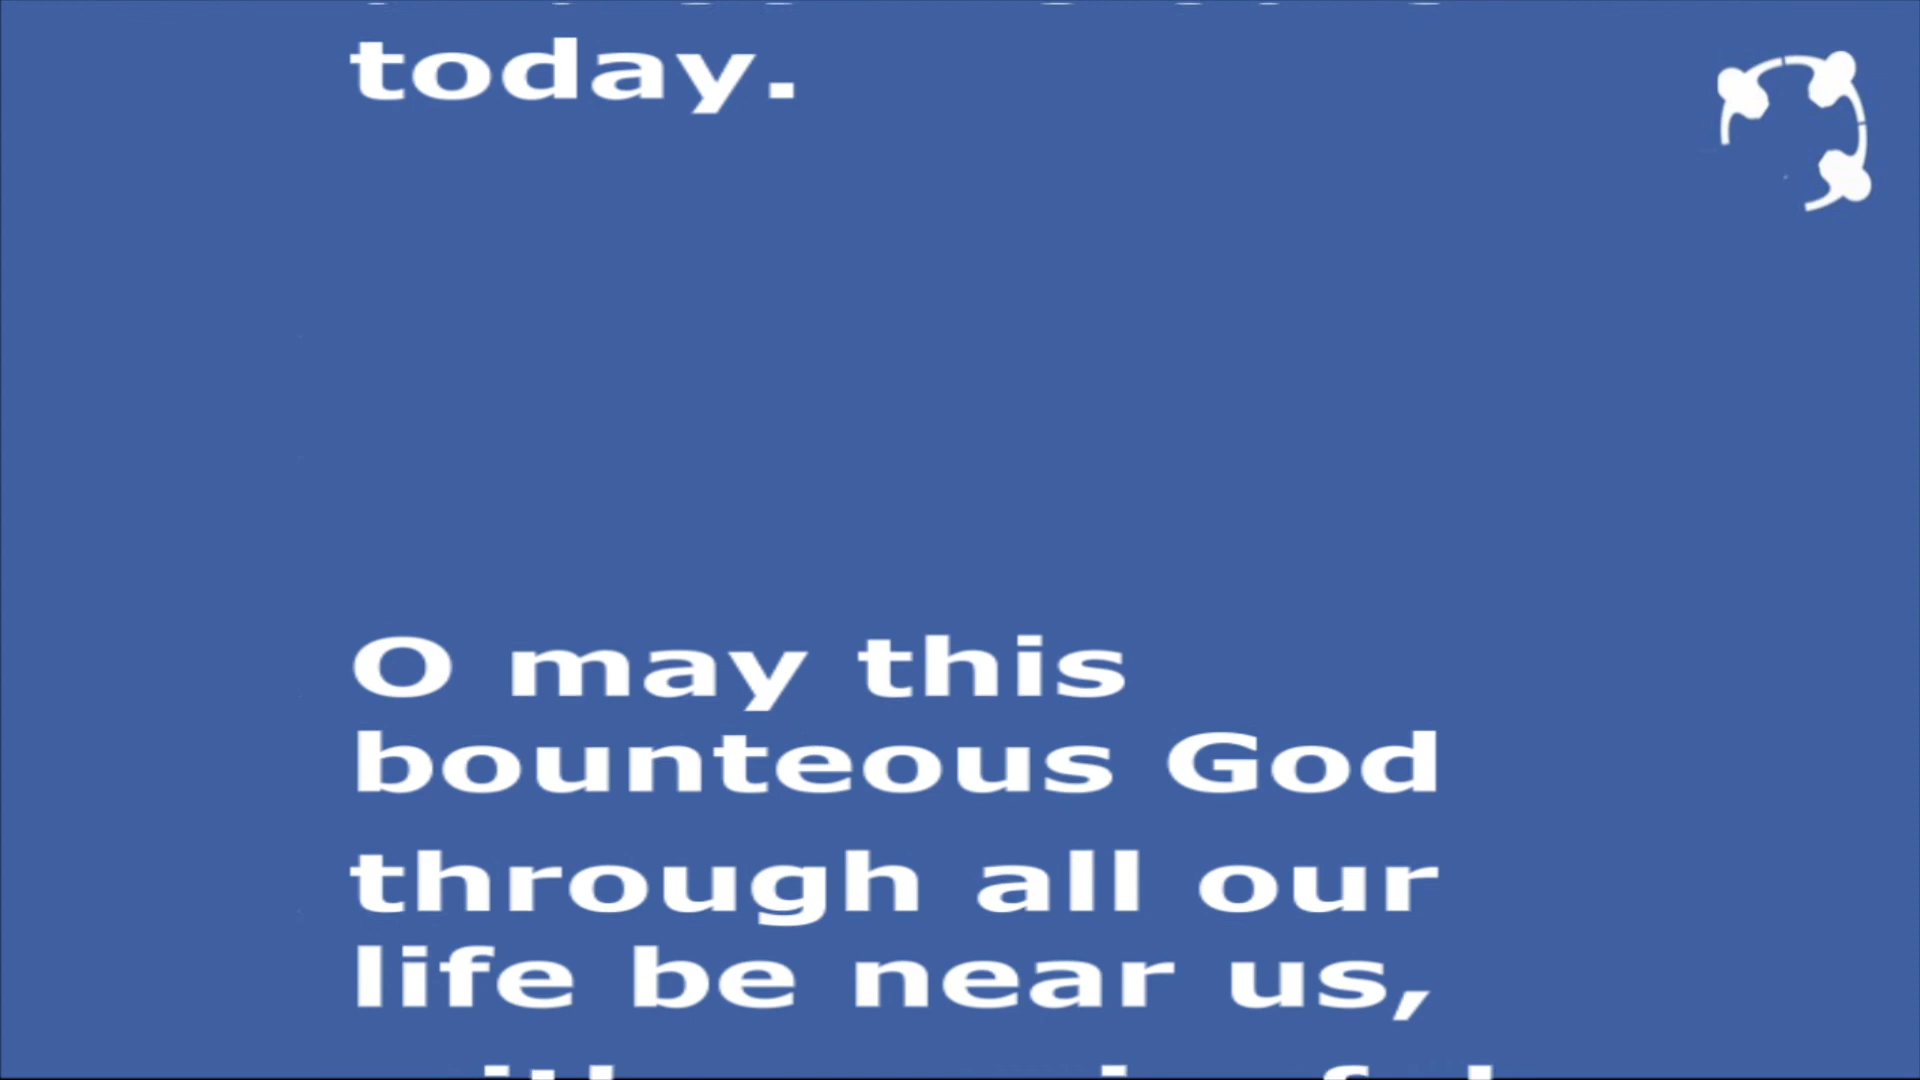 today.
O may this
bounteous God
through all our
life be near us,